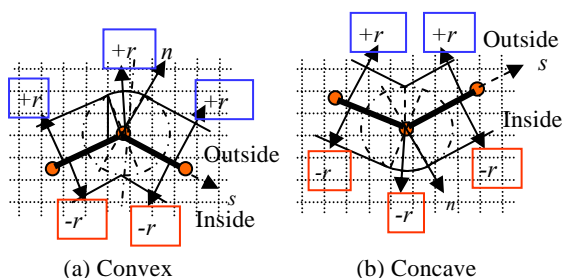 +r
n
+r
+r
Outside
s
Inside
-r
-r
(a) Convex
+r
+r
Outside
s
Inside
-r
-r
-r
n
(b) Concave